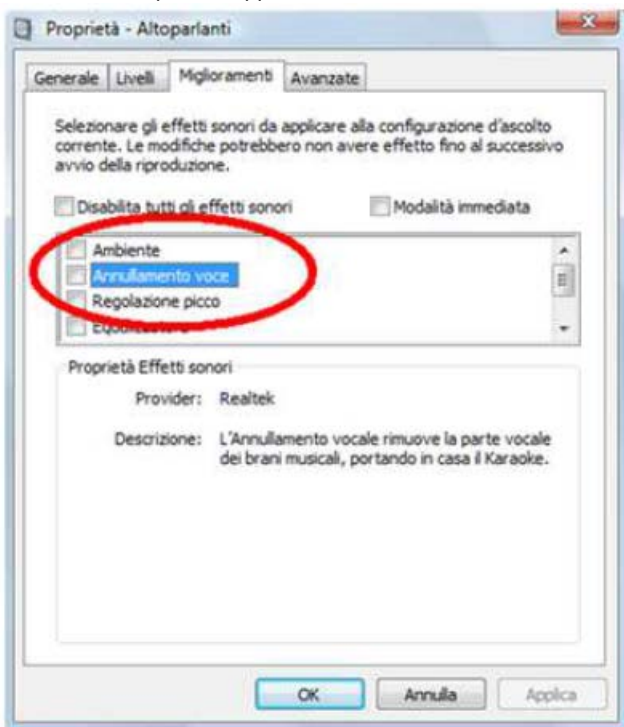 Proprietà - Altoparlanti
Generale Livelli Miglioramenti Avanzate
Selezionare gli effetti sonori da applicare alla configurazione d'ascolto
corrente. Le modifiche potrebbero non avere effetto fino al successivo
avvio della riproduzione.
Disabilita tutti gli effetti sonori Modalità immediata
Ambiente
Annullamento voce
Regolazione picco
Proprietà Effetti sonori
Provider: Realtek
Descrizione: L'Annullamento vocale rimuove la parte vocale
dei brani musicali, portando in casa il Karaoke.
OK Annulla Applica